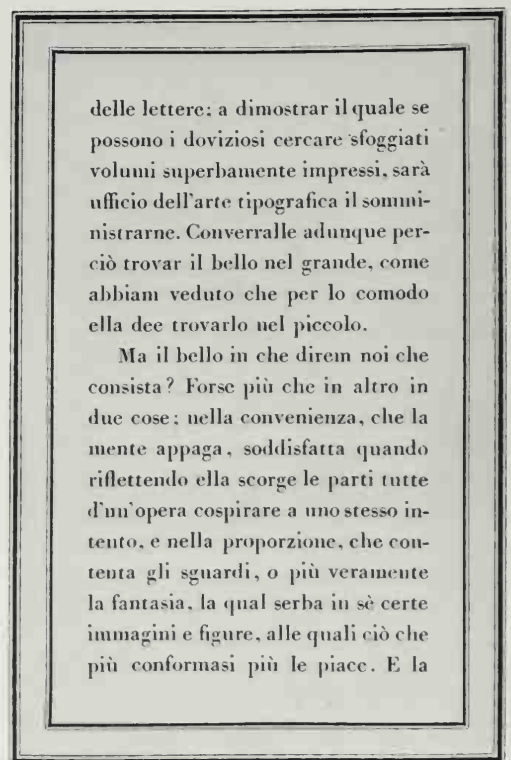 delle lettere; a dimostrar il quale se
possono i doviziosi cercare sfoggiati
volumi superbamente impressi, sarà
ufficio dell'arte tipografica il sommi-
nistrarne. Converralle adunque per-
ciò trovar il bello nel grande, come
abbiam veduto che per lo comodo
ella dee trovarlo nel piccolo.
Ma il bello in che direm noi che
consista? Forse più che in altro in
due cose: nella convenienza, che la
mente appaga, soddisfatta quando
riflettendo ella scorge le parti tutte
d'un'opera cospirare a uno stesso in-
tento, e nella proporzione, che con-
tenta gli sguardi, o più veramente
la fantasia, la qual serba in sè certe
immagini e figure, alle quali ciò che
più conformasi più le piace. E la